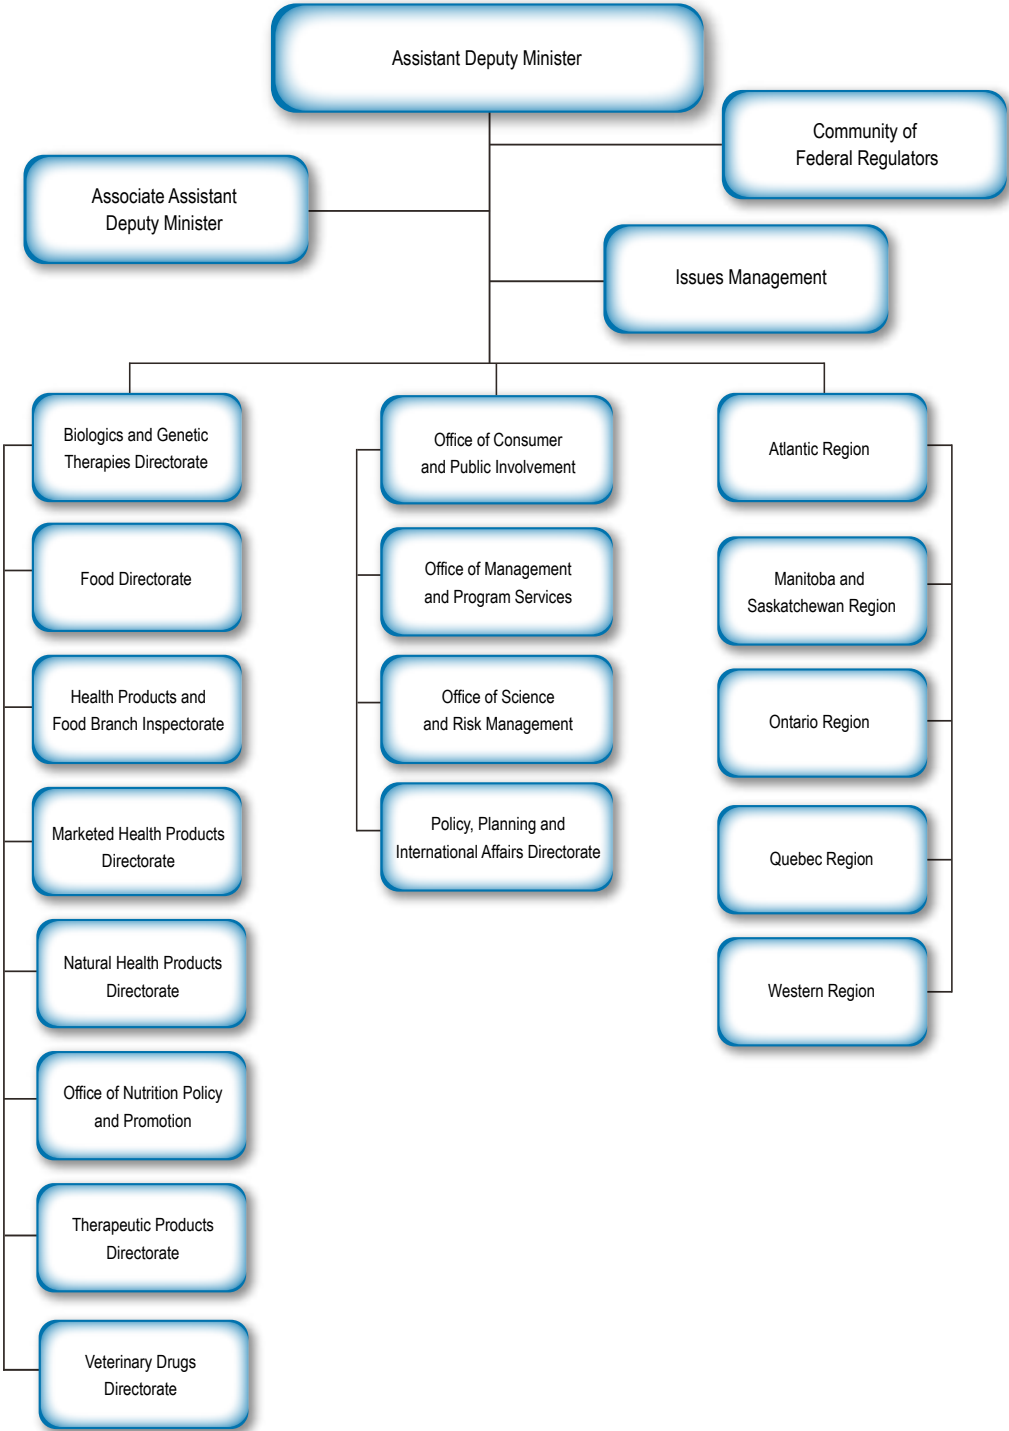 Assistant Deputy Minister
Community of
Federal Regulators
Associate Assistant
Deputy Minister
Issues Management
Biologics and Genetic
Therapies Directorate
Food Directorate
Health Products and
Food Branch Inspectorate
Marketed Health Products
Directorate
Natural Health Products
Directorate
Office of Nutrition Policy
and Promotion
Therapeutic Products
Directorate
Veterinary Drugs
Directorate
Office of Consumer
and Public Involvement
Office of Management
and Program Services
Office of Science
and Risk Management
Policy, Planning and
International Affairs Directorate
Atlantic Region
Manitoba and
Saskatchewan Region
Ontario Region
Quebec Region
Western Region